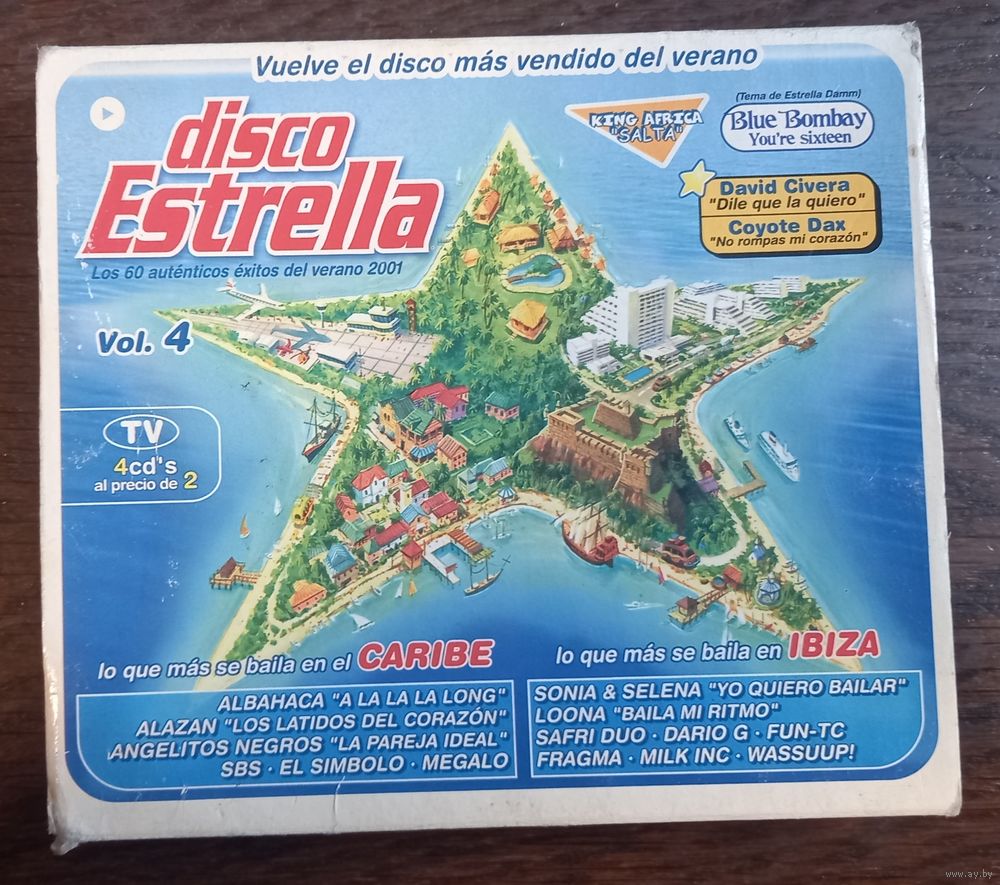 Vuelve el disco más vendido del verano
disco
Estrella
Los 60 auténticos éxitos del verano 2001
Vol. 4
TV
4cd's
al precio de 2
KING AFRICA
"SALTA"
(Tema de Estrella Damm)
Blue Bombay
You're sixteen
David Civera
"Dile que la quiero"
Coyote Dax
"No rompas mi corazón"
lo que más se baila en el CARIBE
ALBAHACA "A LA LA LA LONG"
ALAZAN "LOS LATIDOS DEL CORAZÓN"
ANGELITOS NEGROS "LA PAREJA IDEAL"
SBS · EL SIMBOLO · MEGALO
lo que más se baila en IBIZA
SONIA & SELENA "YO QUIERO BAILAR"
LOONA "BAILA MI RITMO"
SAFRI DUO · DARIO G · FUN-TC
FRAGMA · MILK INC · WASSUUP!
www.ay.by